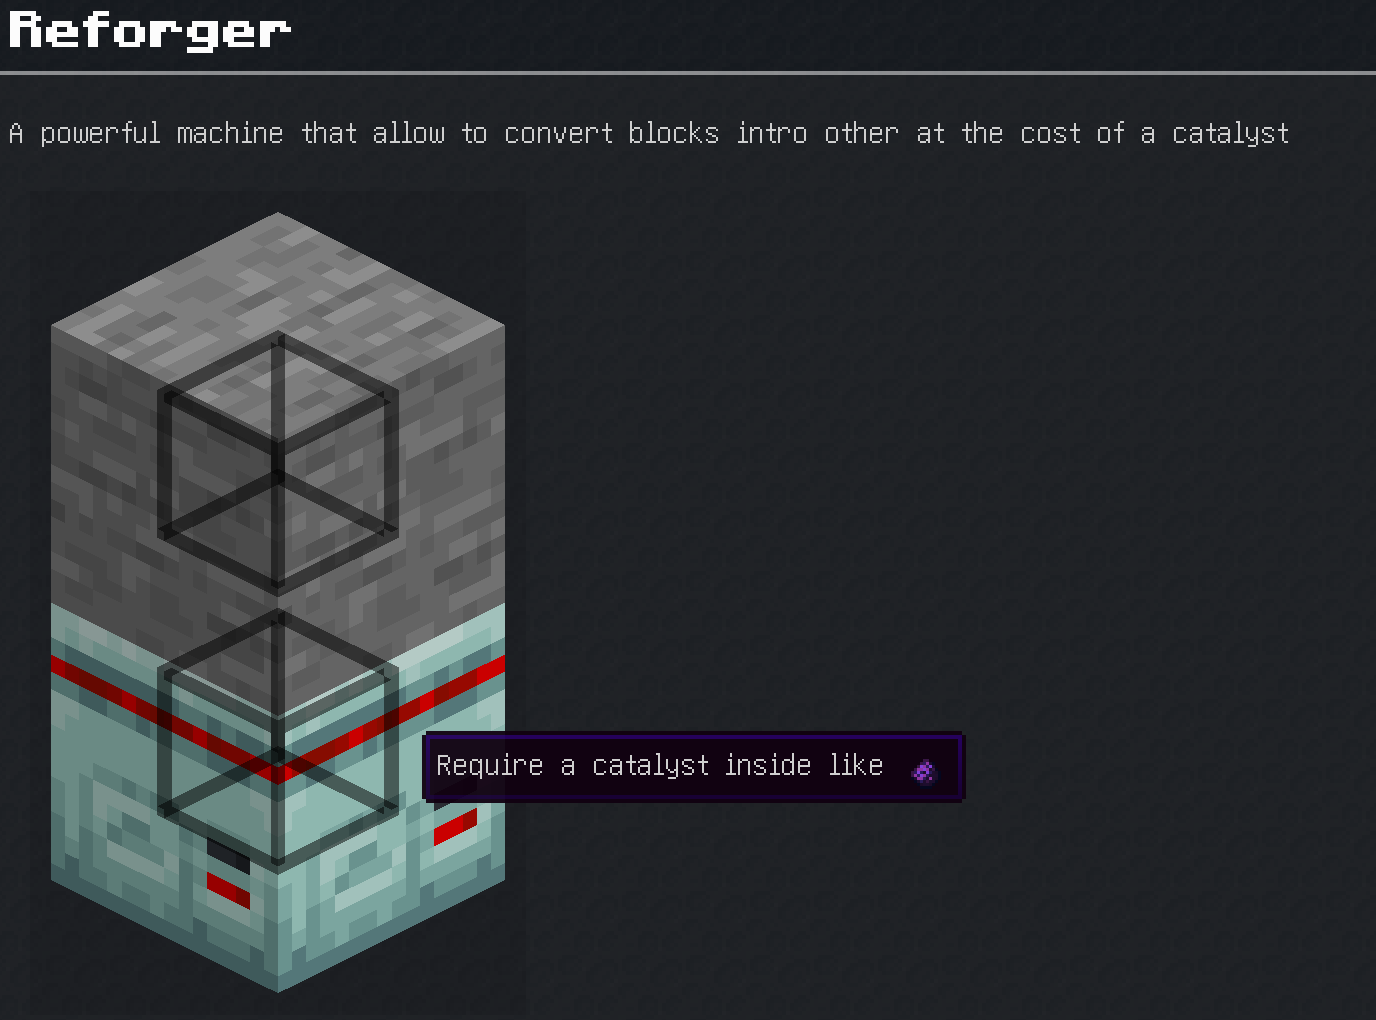 Reforger
A powerful machine that allow to convert blocks intro other at the cost of a catalyst
Require a catalyst inside like